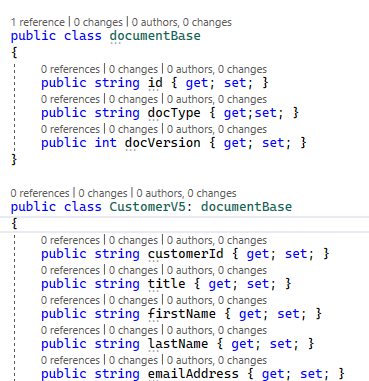 1 reference | 0 changes | 0 authors, 0 changes
public class documentBase
{
0 references | 0 changes | 0 authors, 0 changes
public string id { get; set; }
0 references | 0 changes | 0 authors, 0 changes
public string docType { get;set; }
0 references | 0 changes | 0 authors, 0 changes
public int docVersion { get; set; }
}
0 references | 0 changes | 0 authors, 0 changes
public class CustomerV5: documentBase
{
0 references | 0 changes | 0 authors, 0 changes
public string customerId { get; set; }
0 references | 0 changes | 0 authors, 0 changes
public string title { get; set; }
0 references | 0 changes | 0 authors, 0 changes
public string firstName { get; set; }
0 references | 0 changes | 0 authors, 0 changes
public string lastName { get; set; }
0 references | 0 changes | 0 authors, 0 changes
public string emailAddress { get; set; }